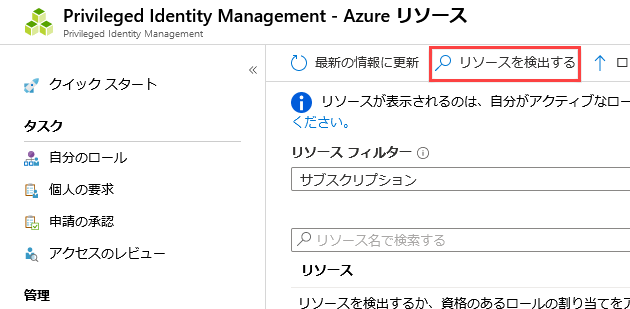 Privileged Identity Management - Azure リソース
Privileged Identity Management
«
クイック スタート
タスク
自分のロール
個人の要求
申請の承認
アクセスのレビュー
管理
最新の情報に更新 リソースを検出する ロ
リソースが表示されるのは、自分がアクティブなロー
ください。
リソース フィルター
サブスクリプション
リソース名で検索する
リソース
リソースを検出するか、資格のあるロールの割り当てをア